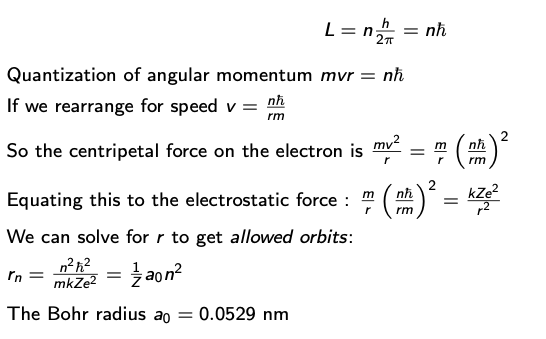 L = n h/2π = nħ
Quantization of angular momentum mvr = nħ
If we rearrange for speed v = nħ/rm
So the centripetal force on the electron is mv²/r = m/r (nħ/rm)²
Equating this to the electrostatic force : m/r (nħ/rm)² = kZe²/r²
We can solve for r to get allowed orbits:
rₙ = n²ħ²/mkZe² = 1/Z a₀n²
The Bohr radius a₀ = 0.0529 nm